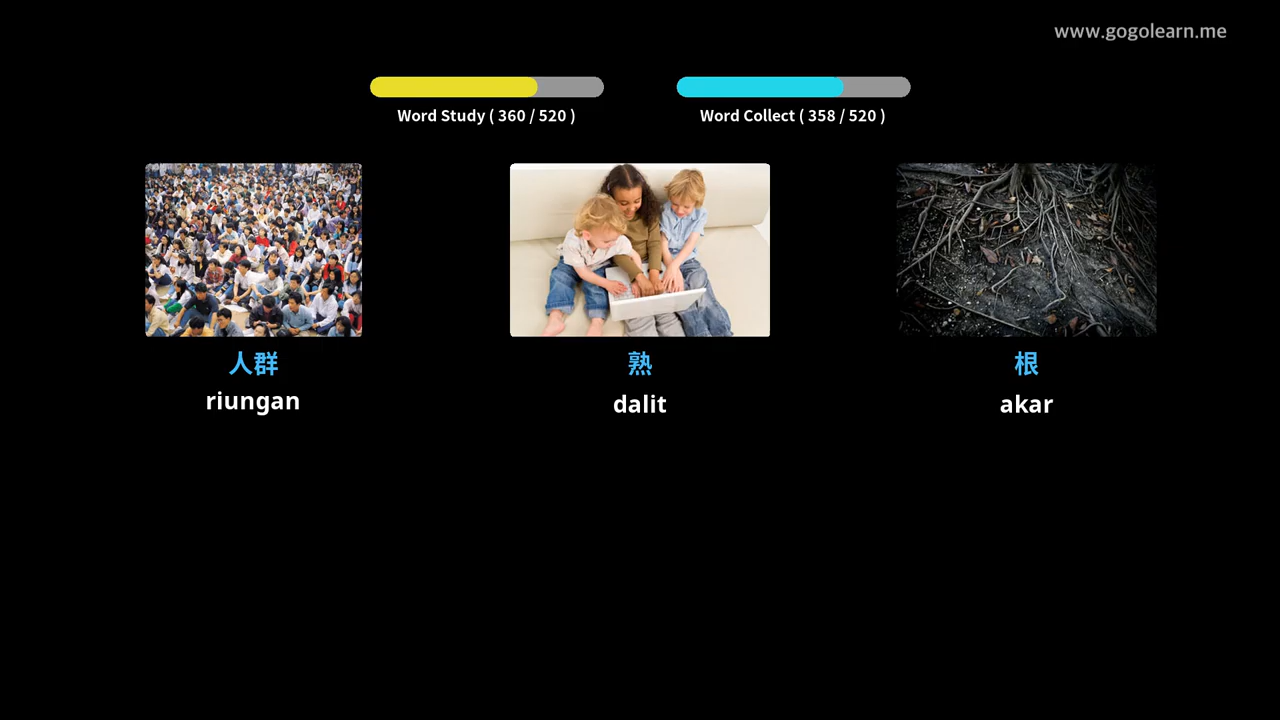 www.gogolearn.me
Word Study ( 360 / 520 )
Word Collect ( 358 / 520 )
人群
riungan
熟
dalit
根
akar